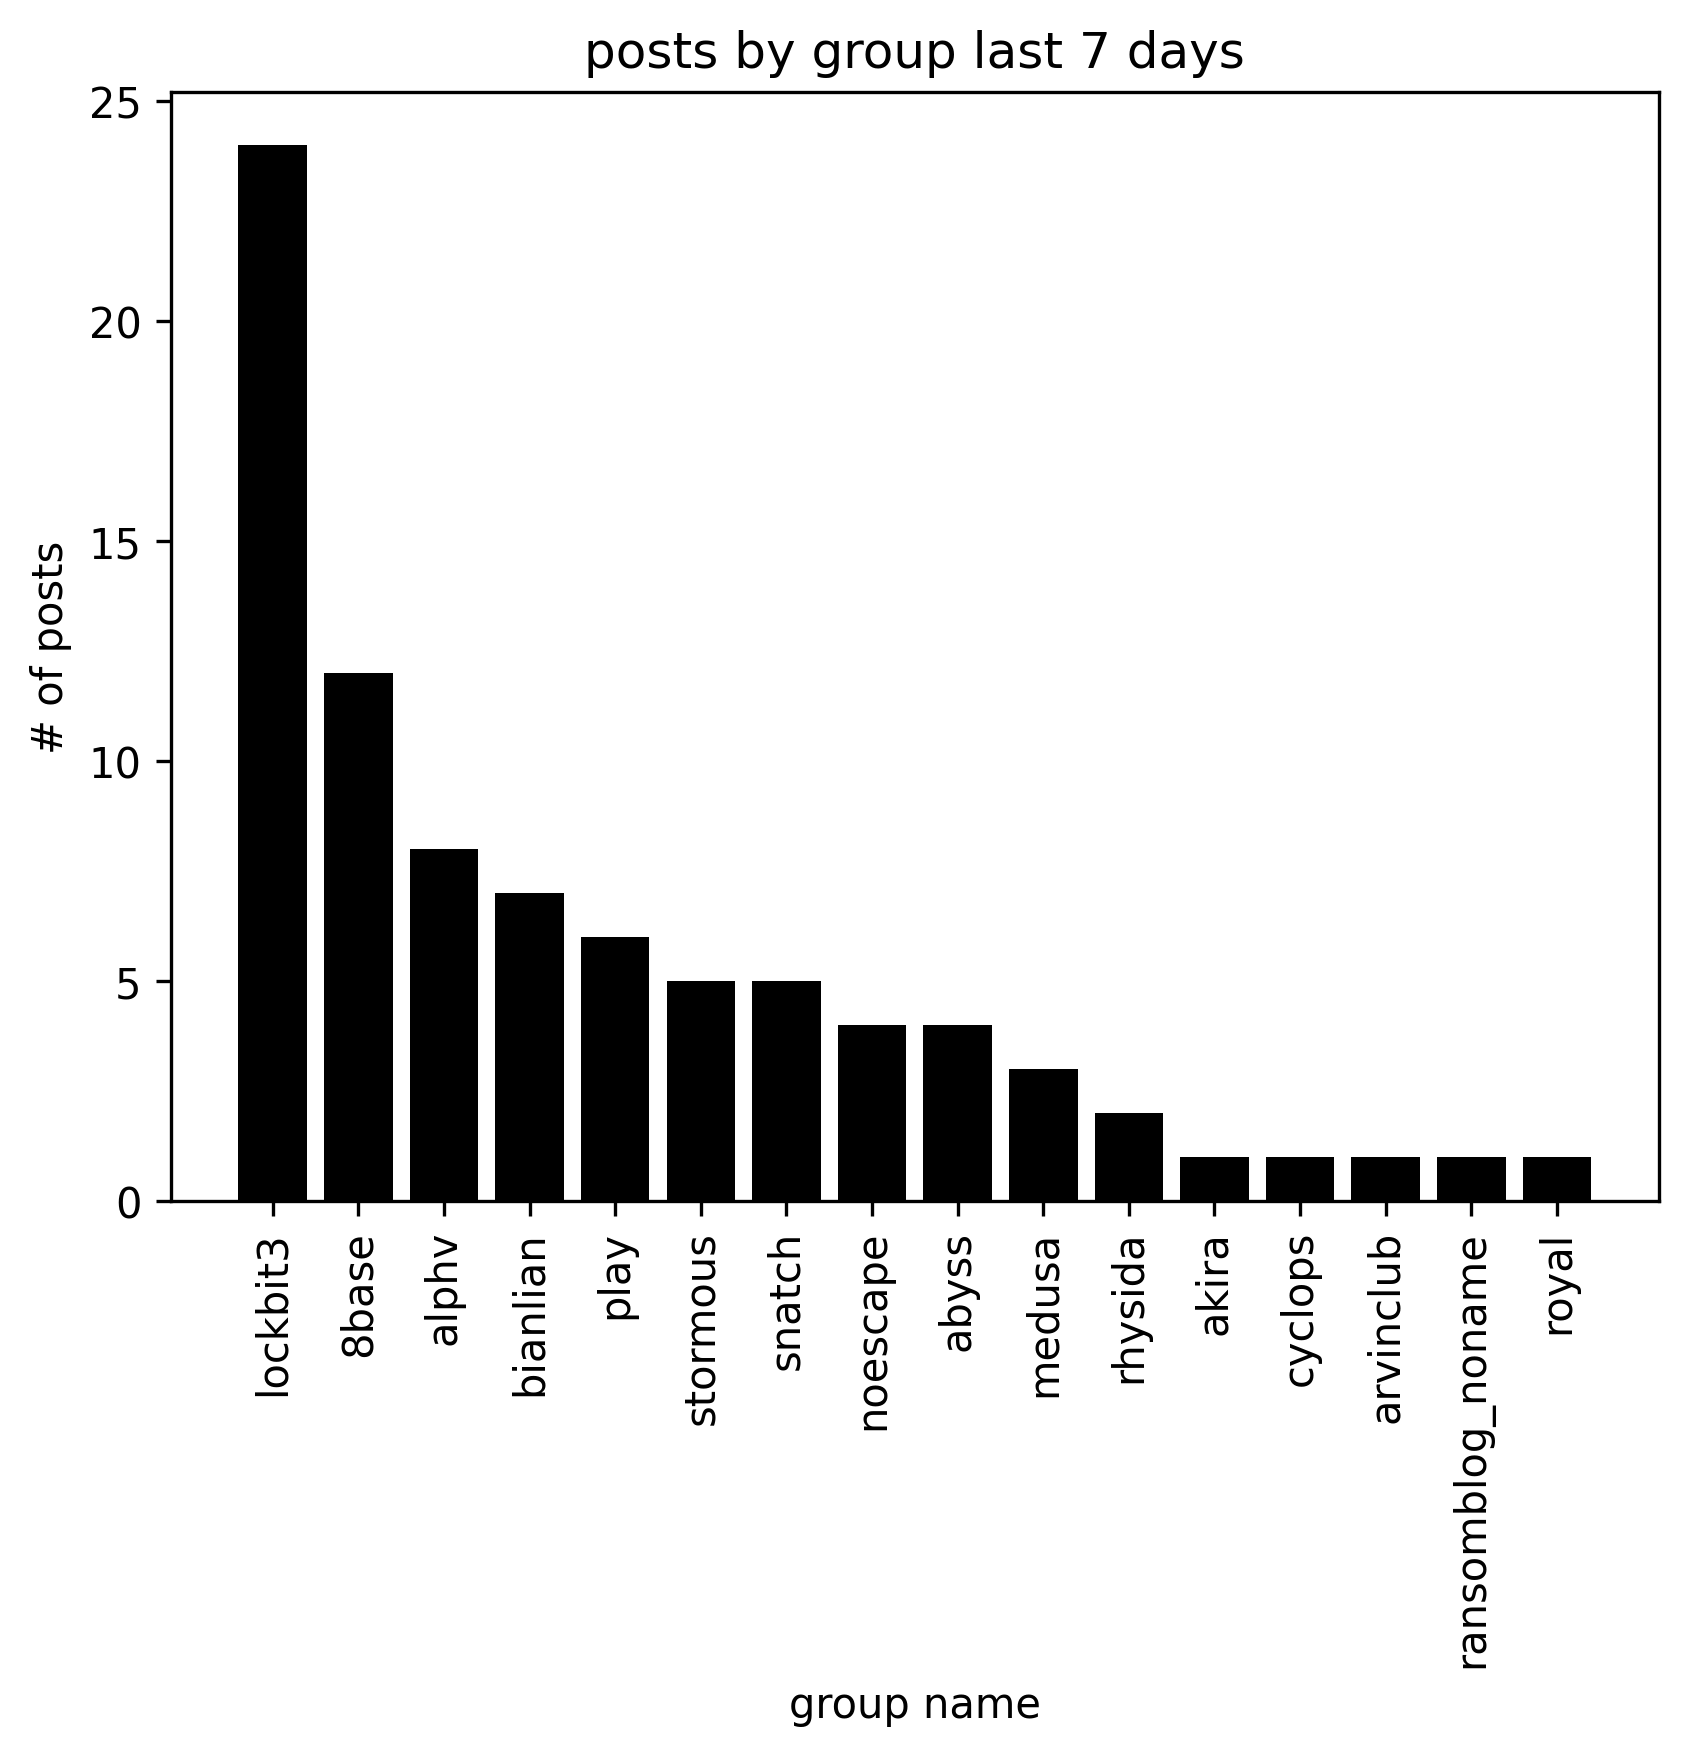 posts by group last 7 days
25
20
15
10
5
0
# of posts
lockbit3
8base
alphv
bianlian
play
stormous
snatch
noescape
abyss
medusa
rhysida
akira
cyclops
arvinclub
ransomblog_noname
royal
group name